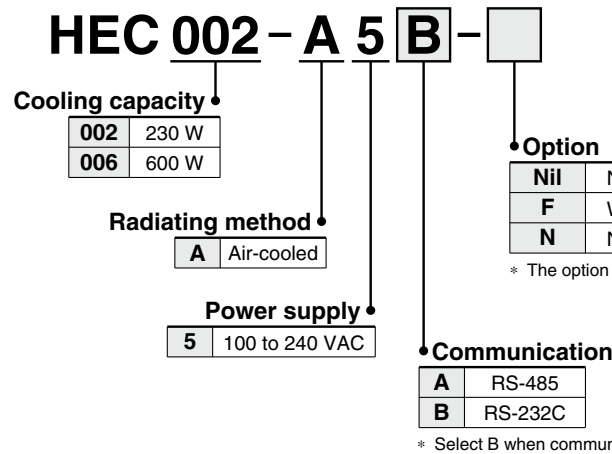 HEC 002 - A 5 B -
Cooling capacity
002 230 W
006 600 W
Radiating method
A Air-cooled
Power supply
5 100 to 240 VAC
Option
Nil
F
N
* The option
Communication
A RS-485
B RS-232C
* Select B when